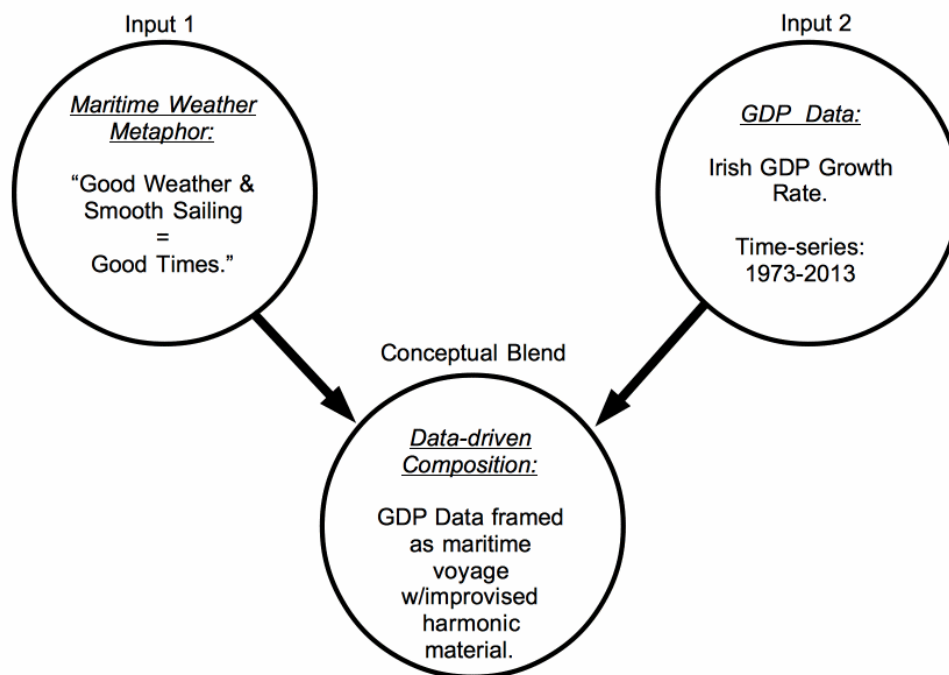 Input 1
Maritime Weather
Metaphor:
“Good Weather &
Smooth Sailing
=
Good Times.”
Input 2
GDP Data:
Irish GDP Growth
Rate.
Time-series:
1973-2013
Conceptual Blend
Data-driven
Composition:
GDP Data framed
as maritime
voyage
w/improvised
harmonic
material.